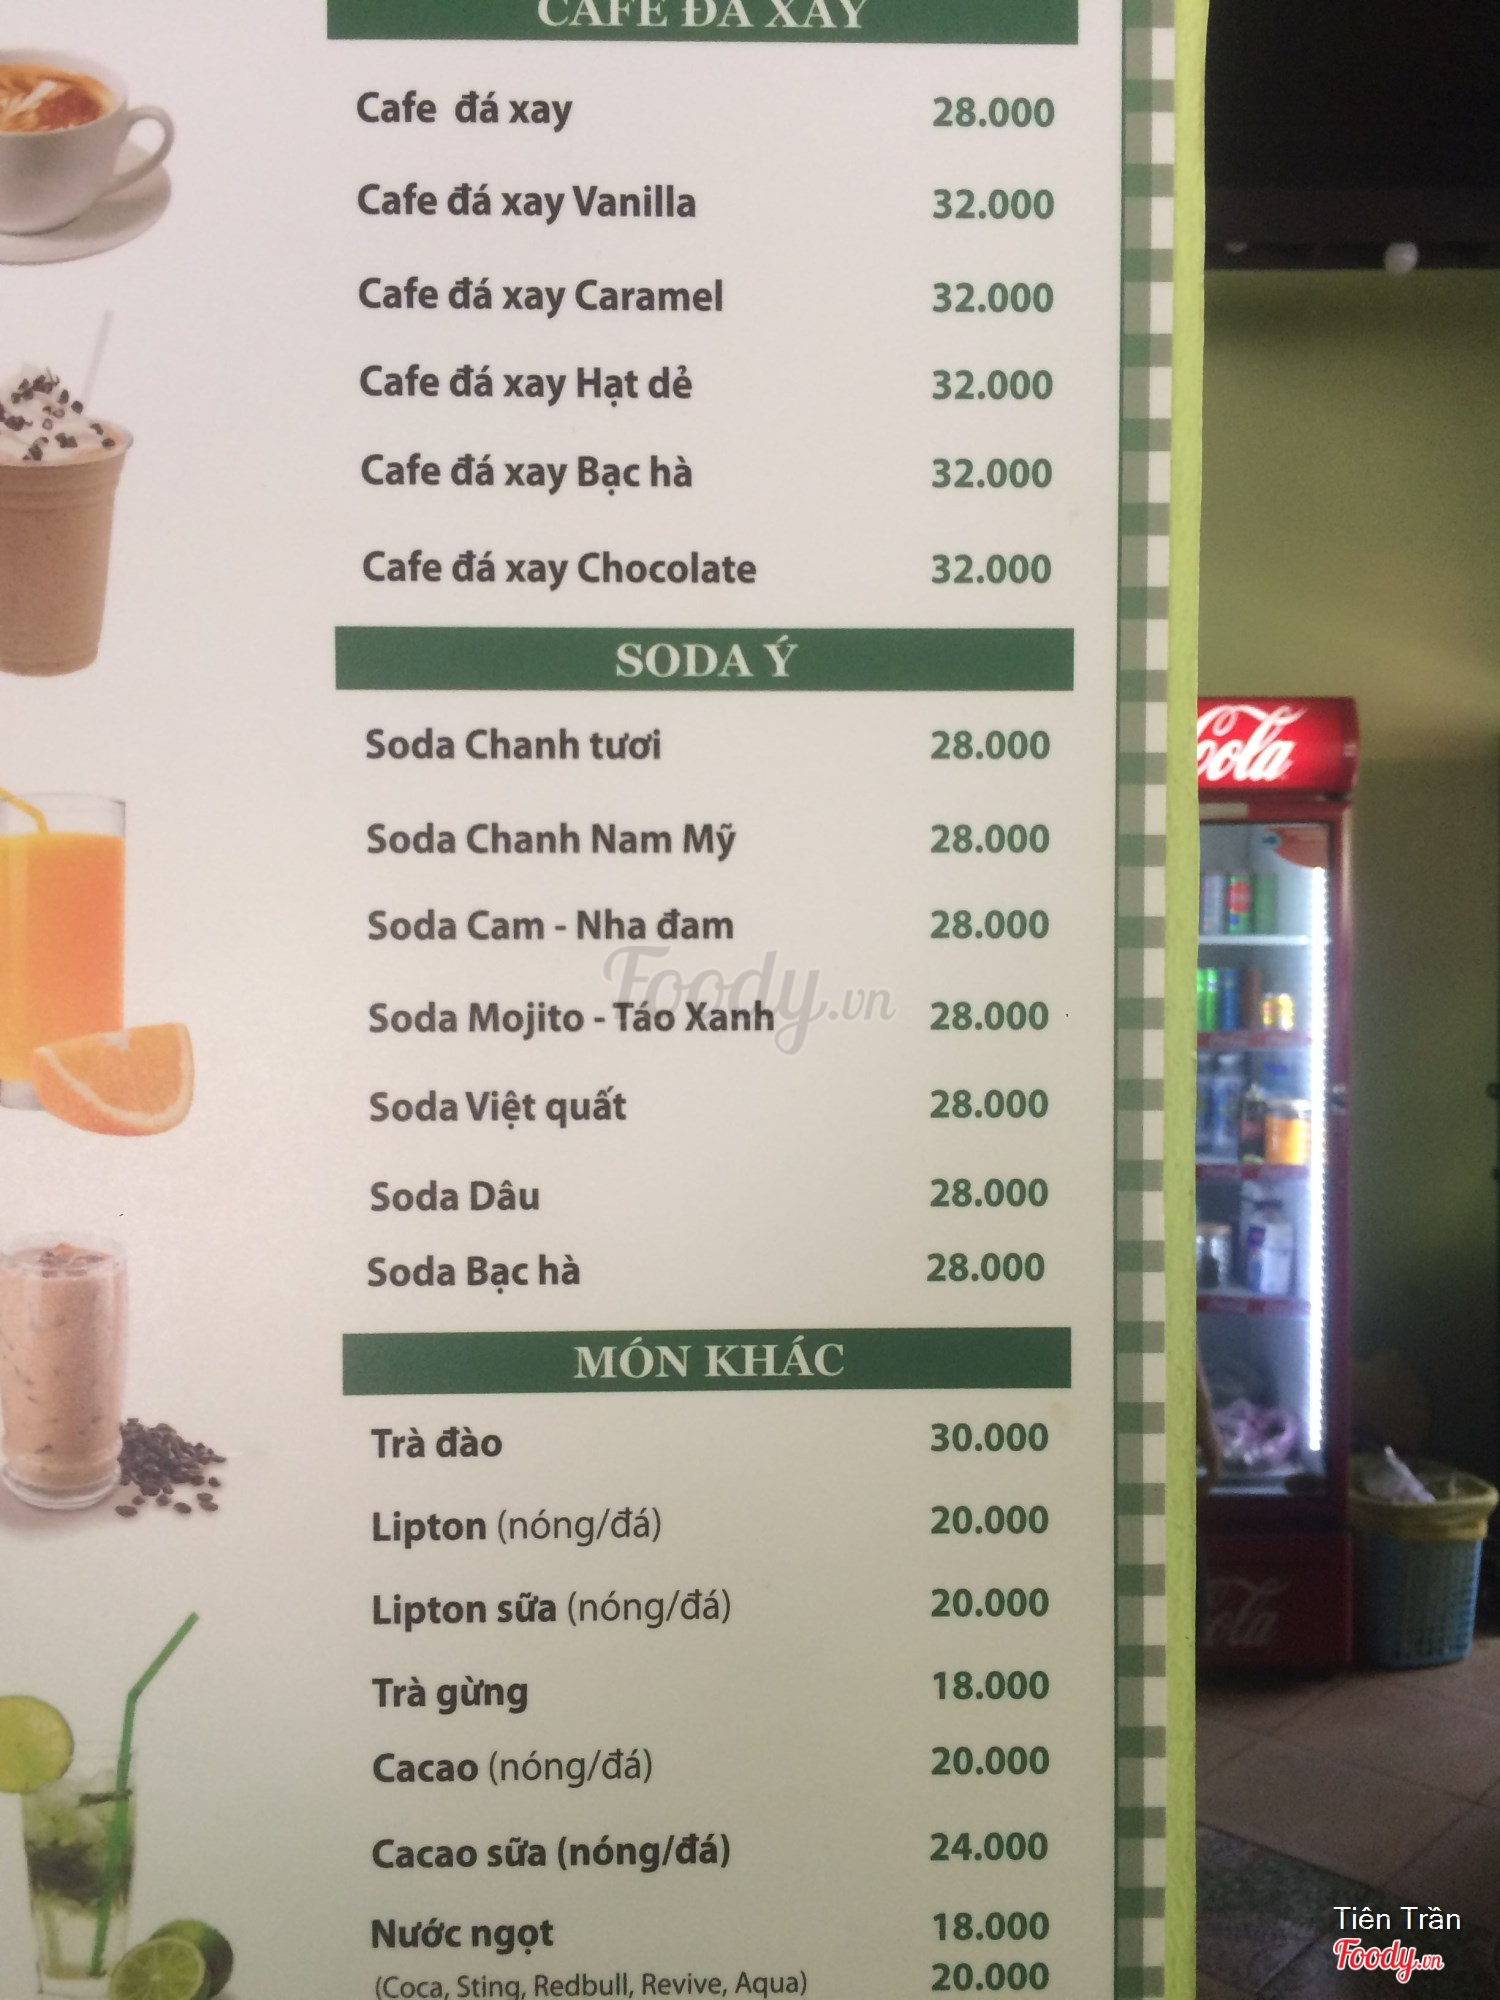 CAFE ĐÁ XAY
Cafe đá xay 28.000
Cafe đá xay Vanilla 32.000
Cafe đá xay Caramel 32.000
Cafe đá xay Hạt dẻ 32.000
Cafe đá xay Bạc hà 32.000
Cafe đá xay Chocolate 32.000
SODA Ý
Soda Chanh tươi 28.000
Soda Chanh Nam Mỹ 28.000
Soda Cam - Nha đam 28.000
Soda Mojito - Táo Xanh 28.000
Soda Việt quất 28.000
Soda Dâu 28.000
Soda Bạc hà 28.000
MÓN KHÁC
Trà đào 30.000
Lipton (nóng/đá) 20.000
Lipton sữa (nóng/đá) 20.000
Trà gừng 18.000
Cacao (nóng/đá) 20.000
Cacao sữa (nóng/đá) 24.000
Nước ngọt 18.000
(Coca, Sting, Redbull, Revive, Aqua) 20.000
Foody.vn
Cola
Tiên Trần
Foody.vn